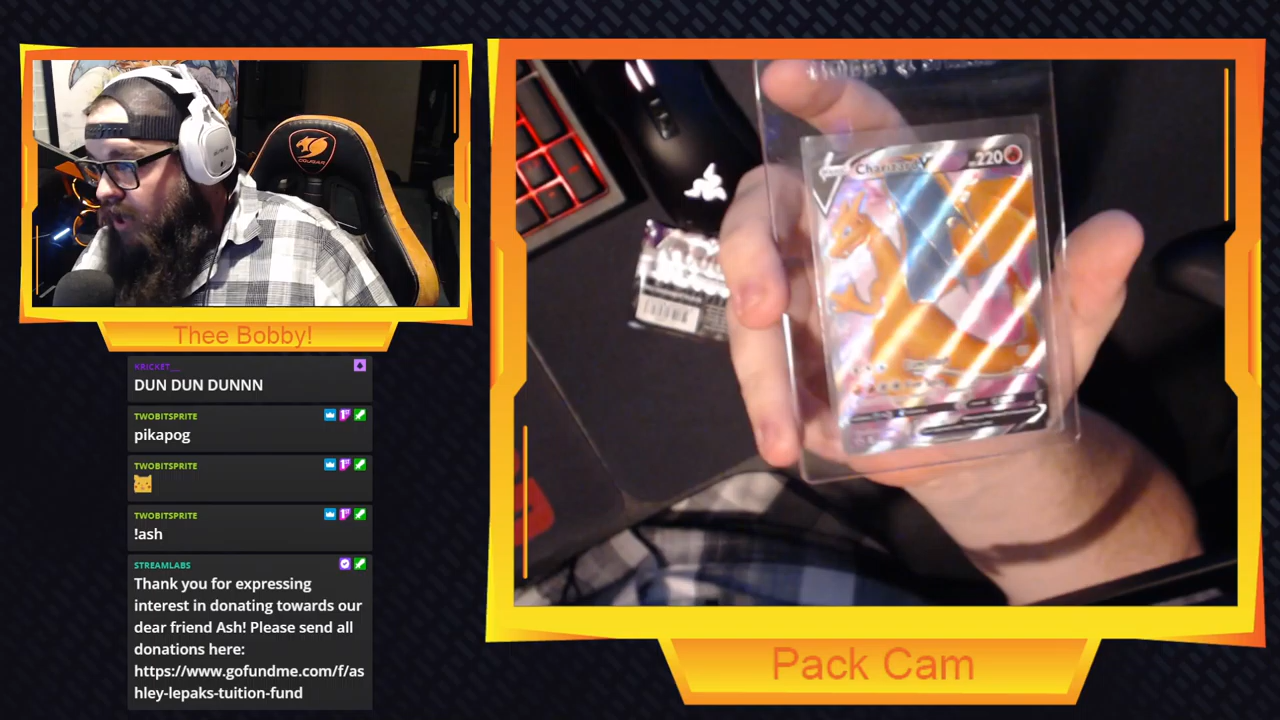 COUGAR
Thee Bobby!
KRICKET__
DUN DUN DUNNN
TWOBITSPRITE
pikapog
TWOBITSPRITE
TWOBITSPRITE
!ash
STREAMLABS
Thank you for expressing
interest in donating towards our
dear friend Ash! Please send all
donations here:
https://www.gofundme.com/f/as
hley-lepaks-tuition-fund
Charizard V 220
Pack Cam